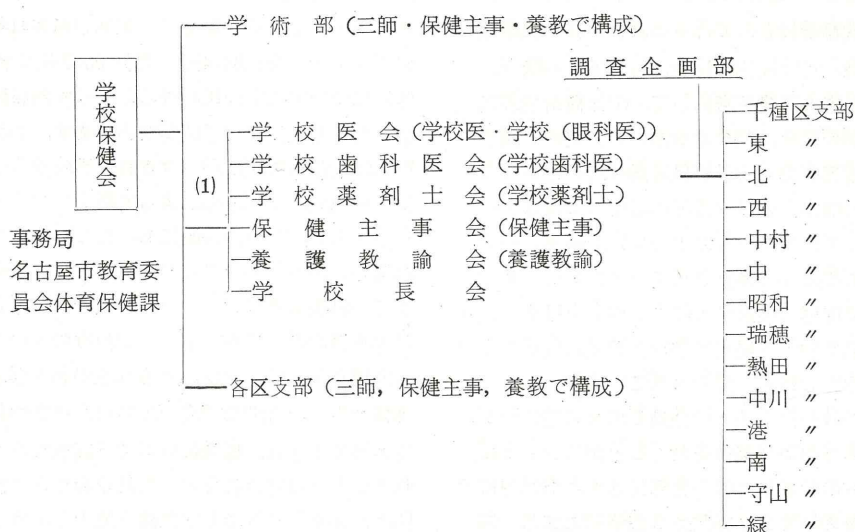 学術部（三師・保健主事・養教で構成）
調査企画部
学校保健会
事務局
名古屋市教育委
員会体育保健課
(1)
学校医会（学校医・学校（眼科医））
学校歯科医会（学校歯科医）
学校薬剤士会（学校薬剤士）
保健主事会（保健主事）
養護教諭会（養護教諭）
学校長会
各区支部（三師，保健主事，養教で構成）
千種区支部
東 〃
北 〃
西 〃
中村 〃
中 〃
昭和 〃
瑞穂 〃
熱田 〃
中川 〃
港 〃
南 〃
守山 〃
緑 〃